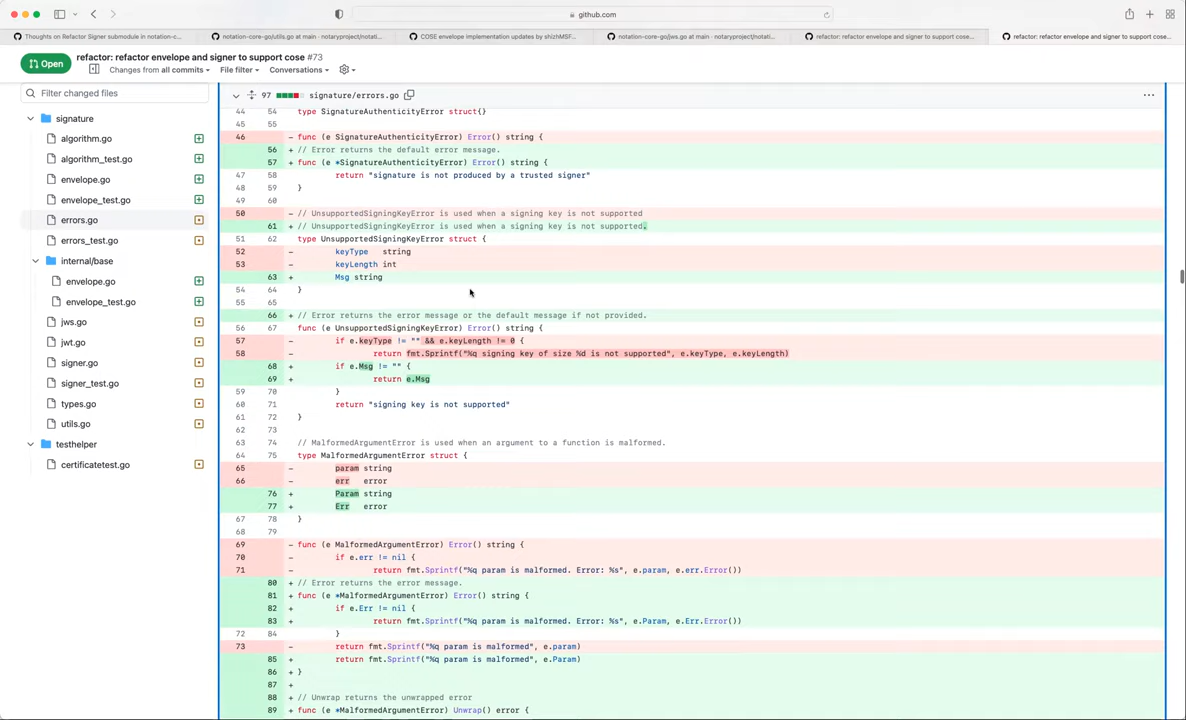 github.com
Thoughts on Refactor Signer submodule in notation-c...
notation-core-go/utils.go at main · notaryproject/notati...
COSE envelope implementation updates by shizhMSF...
notation-core-go/jws.go at main · notaryproject/notati...
refactor: refactor envelope and signer to support cose...
refactor: refactor envelope and signer to support cose...
Open
refactor: refactor envelope and signer to support cose #73
Changes from all commits
File filter
Conversations
Filter changed files
signature
algorithm.go
algorithm_test.go
envelope.go
envelope_test.go
errors.go
errors_test.go
internal/base
envelope.go
envelope_test.go
jws.go
jwt.go
signer.go
signer_test.go
types.go
utils.go
testhelper
certificatetest.go
97 signature/errors.go
44 54 type SignatureAuthenticityError struct{}
45 55
46 - func (e SignatureAuthenticityError) Error() string {
56 + // Error returns the default error message.
57 + func (e *SignatureAuthenticityError) Error() string {
47 58 return "signature is not produced by a trusted signer"
48 59 }
49 60
50 - // UnsupportedSigningKeyError is used when a signing key is not supported
61 + // UnsupportedSigningKeyError is used when a signing key is not supported.
51 62 type UnsupportedSigningKeyError struct {
52 - keyType string
53 - keyLength int
63 + Msg string
54 64 }
55 65
66 + // Error returns the error message or the default message if not provided.
56 67 func (e UnsupportedSigningKeyError) Error() string {
57 - if e.keyType != "" && e.keyLength != 0 {
58 - return fmt.Sprintf("%q signing key of size %d is not supported", e.keyType, e.keyLength)
68 + if e.Msg != "" {
69 + return e.Msg
59 70 }
60 71 return "signing key is not supported"
61 72 }
62 73
63 74 // MalformedArgumentError is used when an argument to a function is malformed.
64 75 type MalformedArgumentError struct {
65 - param string
66 - err error
76 + Param string
77 + Err error
67 78 }
68 79
69 - func (e MalformedArgumentError) Error() string {
70 - if e.err != nil {
71 - return fmt.Sprintf("%q param is malformed. Error: %s", e.param, e.err.Error())
80 + // Error returns the error message.
81 + func (e *MalformedArgumentError) Error() string {
82 + if e.Err != nil {
83 + return fmt.Sprintf("%q param is malformed. Error: %s", e.Param, e.Err.Error())
72 84 }
73 - return fmt.Sprintf("%q param is malformed", e.param)
85 + return fmt.Sprintf("%q param is malformed", e.Param)
86 + }
87 +
88 + // Unwrap returns the unwrapped error
89 + func (e *MalformedArgumentError) Unwrap() error {